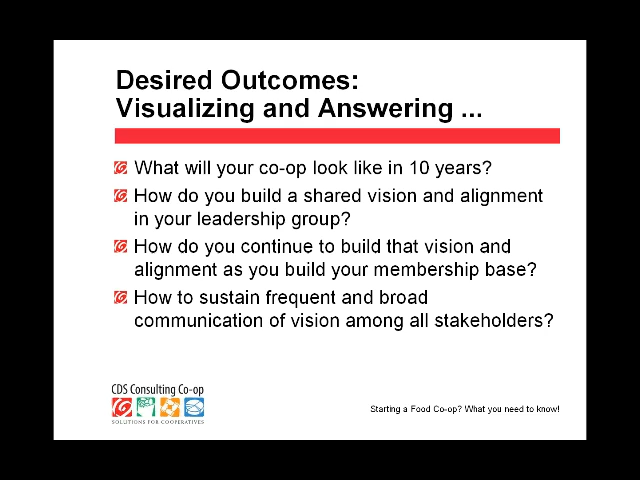 Desired Outcomes:
Visualizing and Answering ...
What will your co-op look like in 10 years?
How do you build a shared vision and alignment
in your leadership group?
How do you continue to build that vision and
alignment as you build your membership base?
How to sustain frequent and broad
communication of vision among all stakeholders?
CDS Consulting Co-op
SOLUTIONS FOR COOPERATIVES
Starting a Food Co-op? What you need to know!